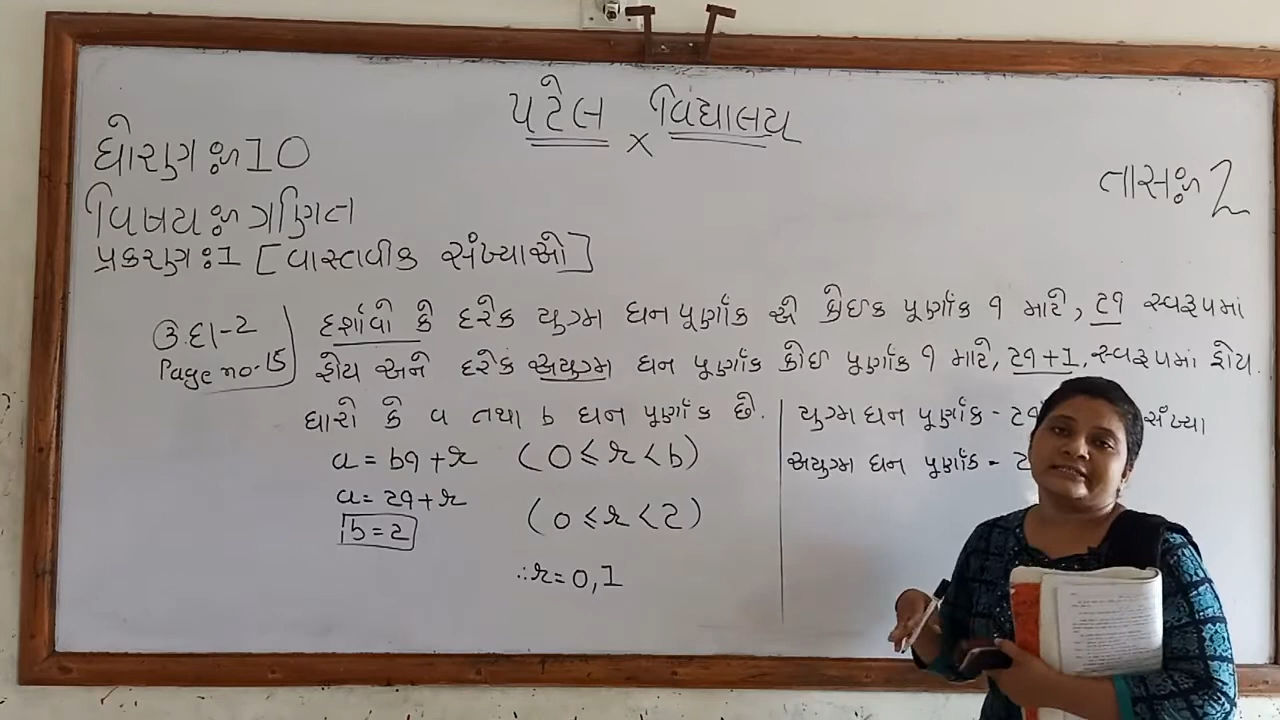 પટેલ x વિદ્યાલય
ધોરણ : 10
તાસ : 2
વિષય : ગણિત
પ્રકરણ : 1 [વાસ્તવીક સંખ્યાઓ]
ઉ.દા-2
Page no-15
દર્શાવો કે દરેક યુગ્મ ધન પૂર્ણાંક એ કોઈક પૂર્ણાંક q માટે, 2q સ્વરૂપમાં
હોય અને દરેક અયુગ્મ ધન પૂર્ણાંક કોઈ પૂર્ણાંક q માટે, 2q+1. સ્વરૂપમાં હોય.
ધારો કે a તથા b ધન પૂર્ણાંક છે.
a = bq + r (0 ≤ r < b)
a = 2q + r (0 ≤ r < 2)
b = 2
∴ r = 0, 1
યુગ્મ ધન પૂર્ણાંક - 2q સંખ્યા
અયુગ્મ ધન પૂર્ણાંક - 2